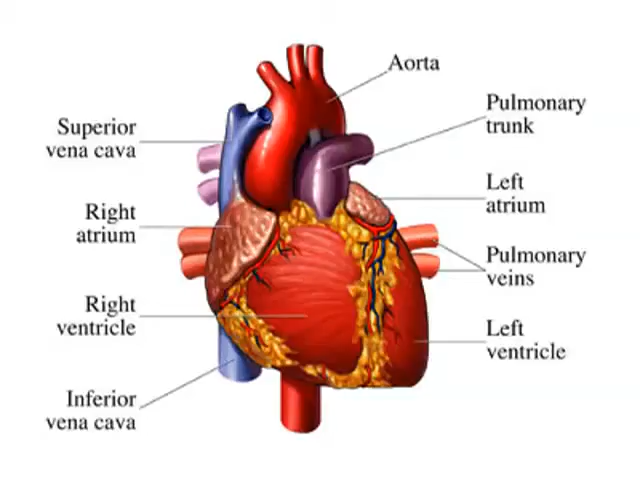 Aorta
Pulmonary
trunk
Superior
vena cava
Left
atrium
Right
atrium
Pulmonary
veins
Right
ventricle
Left
ventricle
Inferior
vena cava